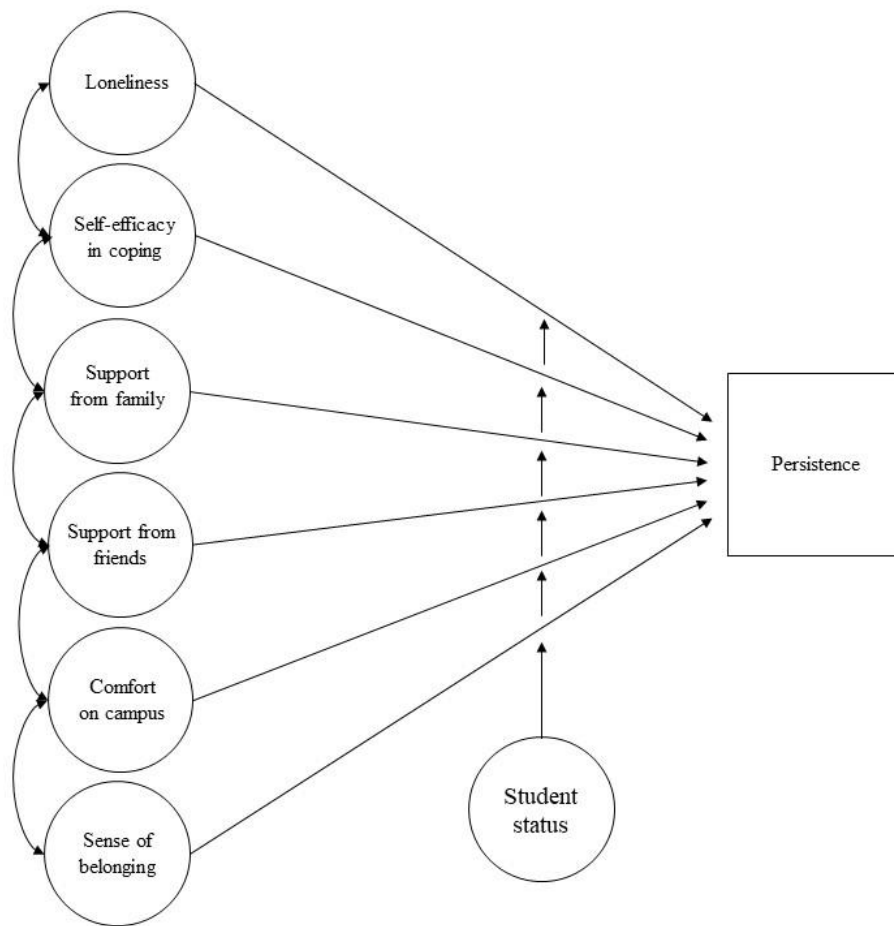 Loneliness
Self-efficacy
in coping
Support
from family
Support from
friends
Comfort
on campus
Sense of
belonging
Student
status
Persistence